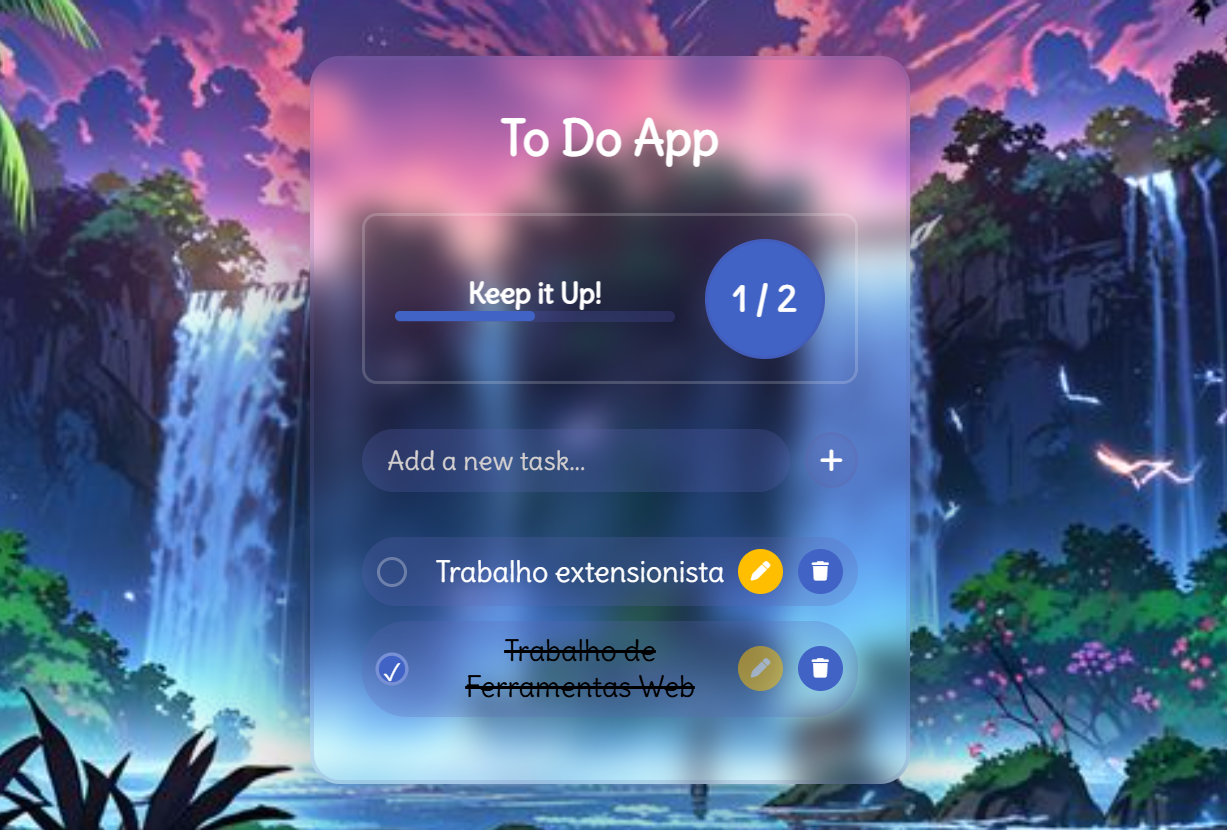 To Do App
Keep it Up!
1 / 2
Add a new task...
Trabalho extensionista
Trabalho de
Ferramentas Web